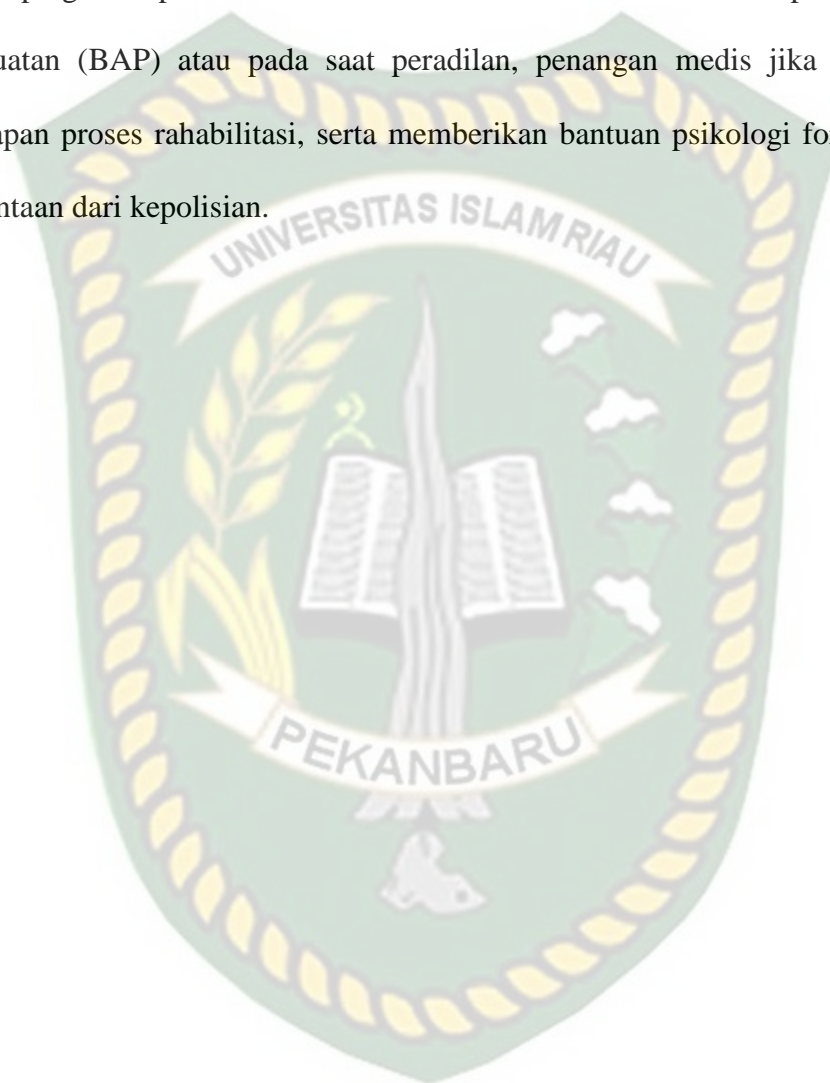 uatan (BAP) atau pada saat peradilan, penangan medis jika
apan proses rahabilitasi, serta memberikan bantuan psikologi fo
ntaan dari kepolisian.
UNIVERSITAS ISLAM RIAU
PEKANBARU